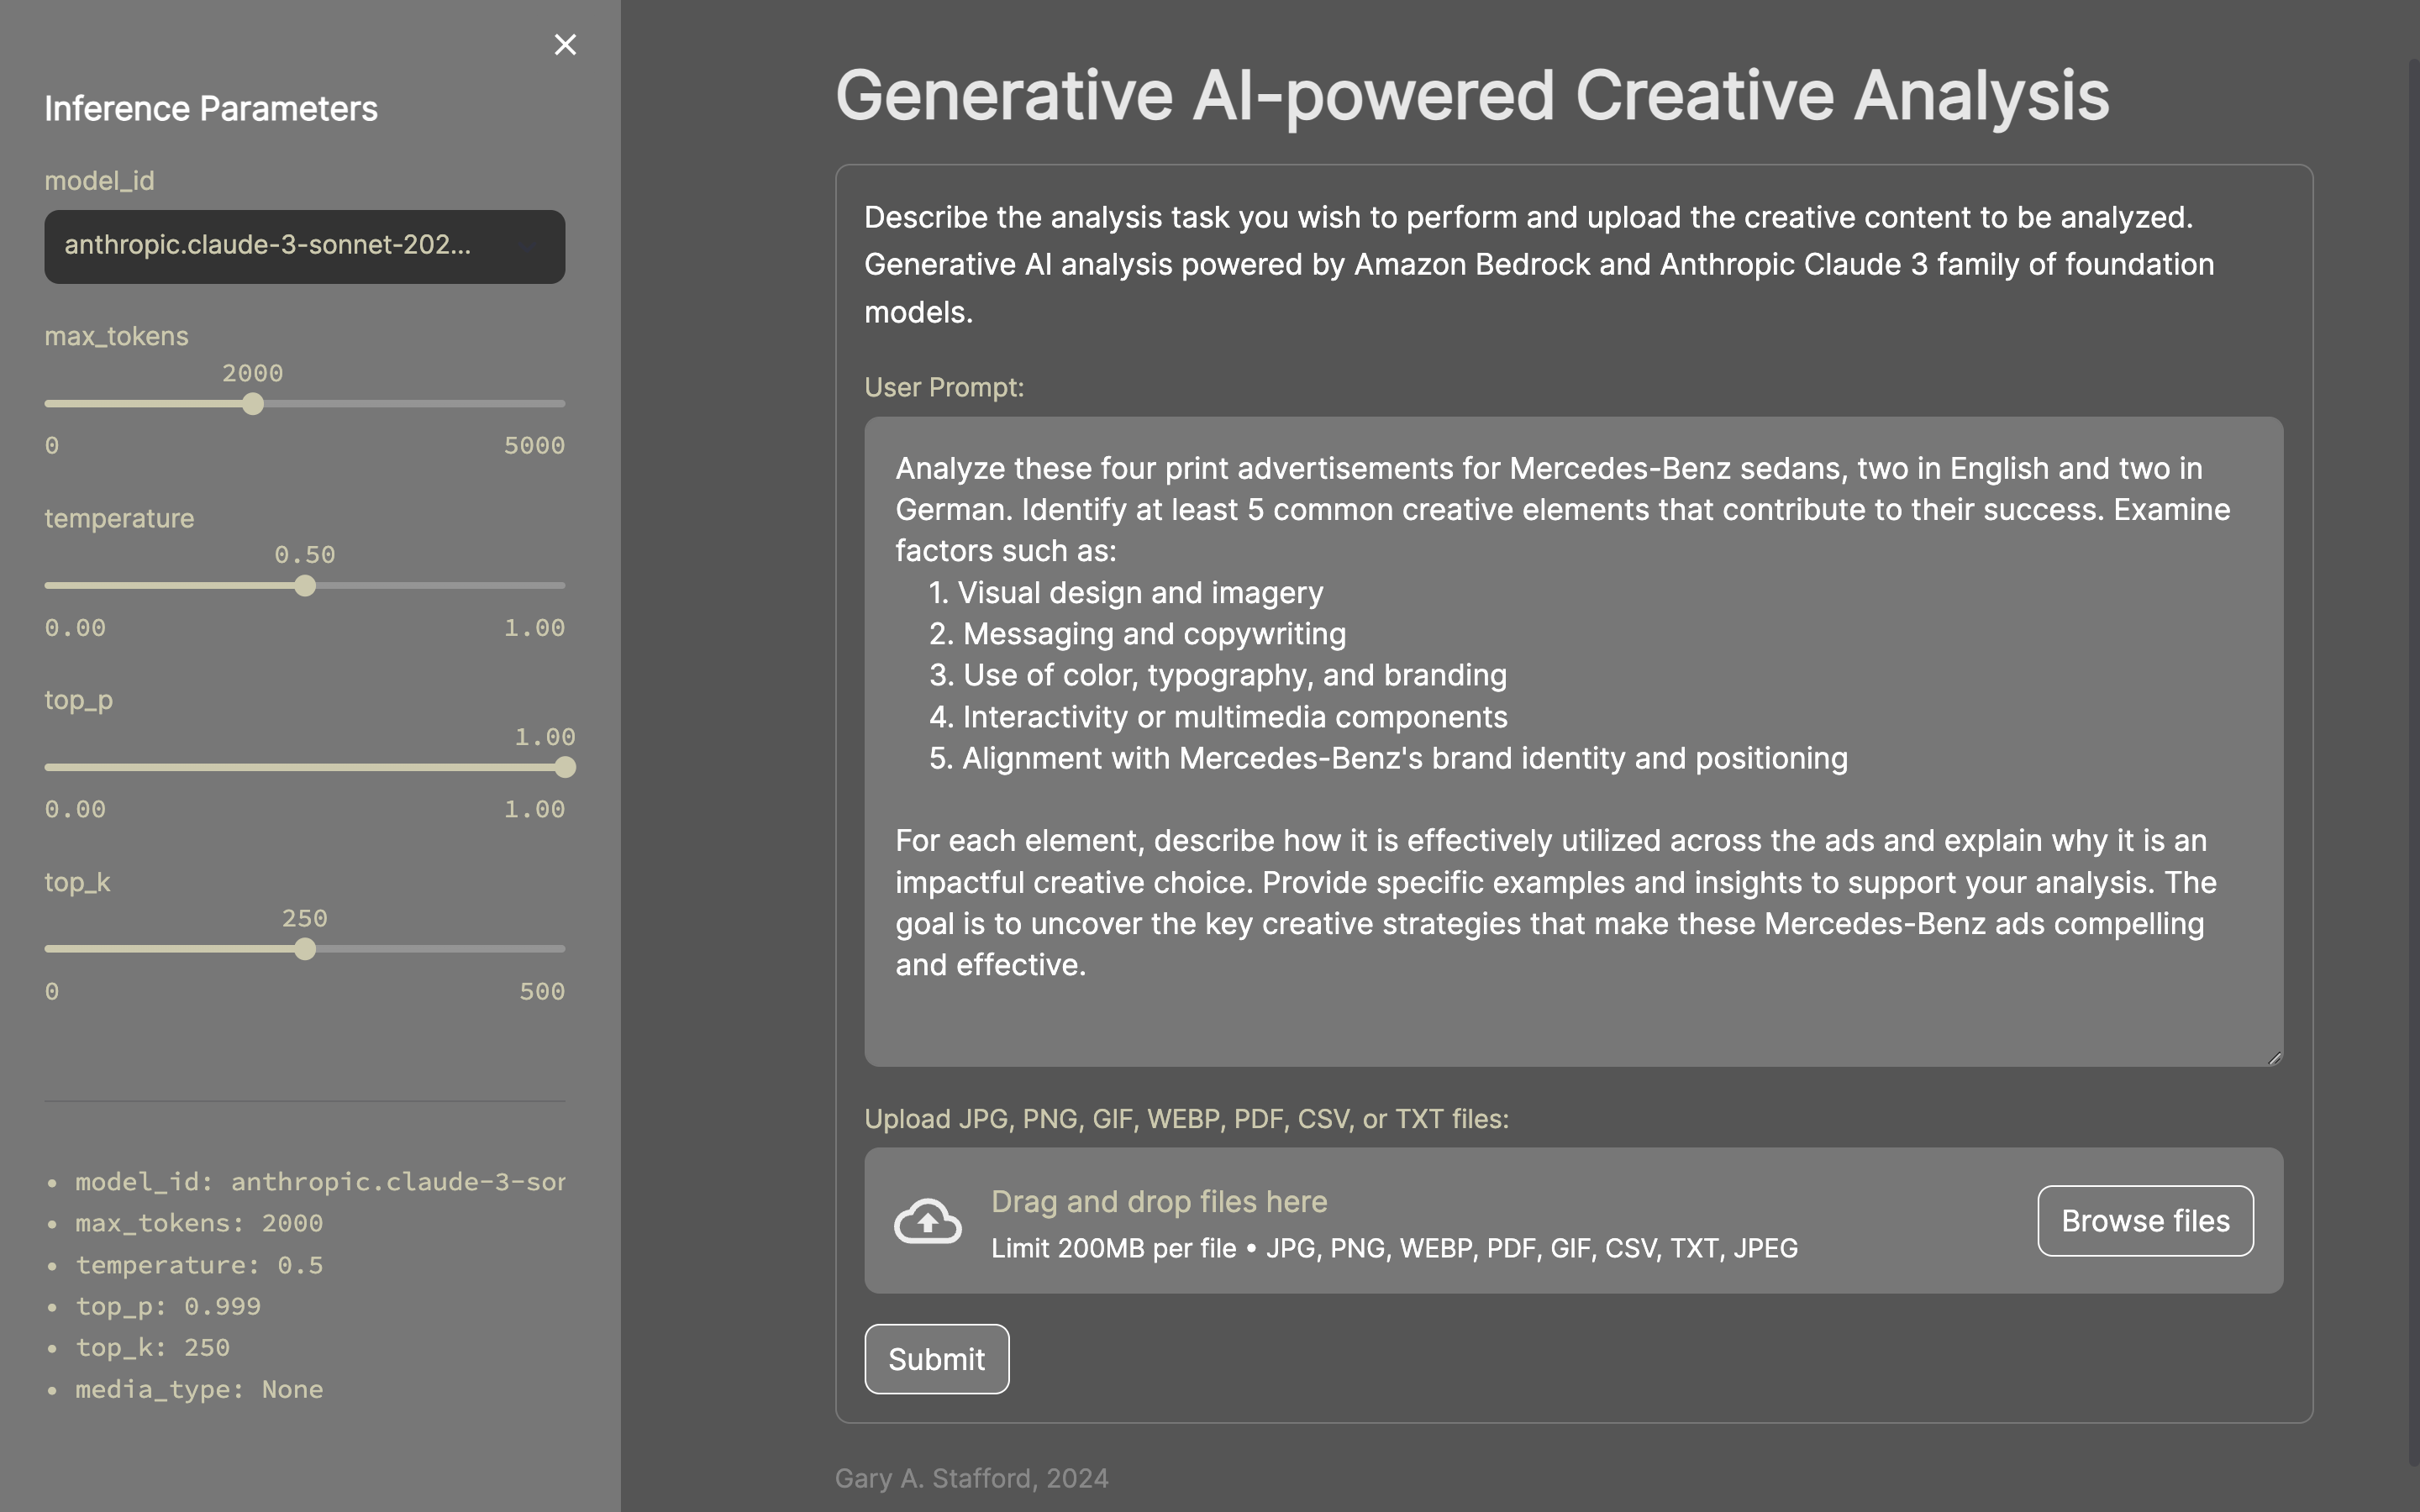 Inference Parameters
model_id
anthropic.claude-3-sonnet-202...
max_tokens
2000
0 5000
temperature
0.50
0.00 1.00
top_p
1.00
0.00 1.00
top_k
250
0 500
• model_id: anthropic.claude-3-sor
• max_tokens: 2000
• temperature: 0.5
• top_p: 0.999
• top_k: 250
• media_type: None
Generative AI-powered Creative Analysis
Describe the analysis task you wish to perform and upload the creative content to be analyzed.
Generative AI analysis powered by Amazon Bedrock and Anthropic Claude 3 family of foundation
models.
User Prompt:
Analyze these four print advertisements for Mercedes-Benz sedans, two in English and two in
German. Identify at least 5 common creative elements that contribute to their success. Examine
factors such as:
1. Visual design and imagery
2. Messaging and copywriting
3. Use of color, typography, and branding
4. Interactivity or multimedia components
5. Alignment with Mercedes-Benz's brand identity and positioning
For each element, describe how it is effectively utilized across the ads and explain why it is an
impactful creative choice. Provide specific examples and insights to support your analysis. The
goal is to uncover the key creative strategies that make these Mercedes-Benz ads compelling
and effective.
Upload JPG, PNG, GIF, WEBP, PDF, CSV, or TXT files:
Drag and drop files here
Limit 200MB per file • JPG, PNG, WEBP, PDF, GIF, CSV, TXT, JPEG
Browse files
Submit
Gary A. Stafford, 2024